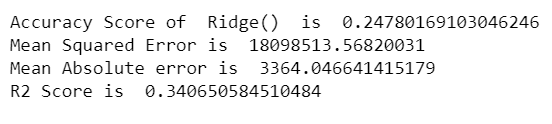 Accuracy Score of  Ridge()  is  0.24780169103046246
Mean Squared Error is  18098513.56820031
Mean Absolute error is  3364.046641415179
R2 Score is  0.340650584510484